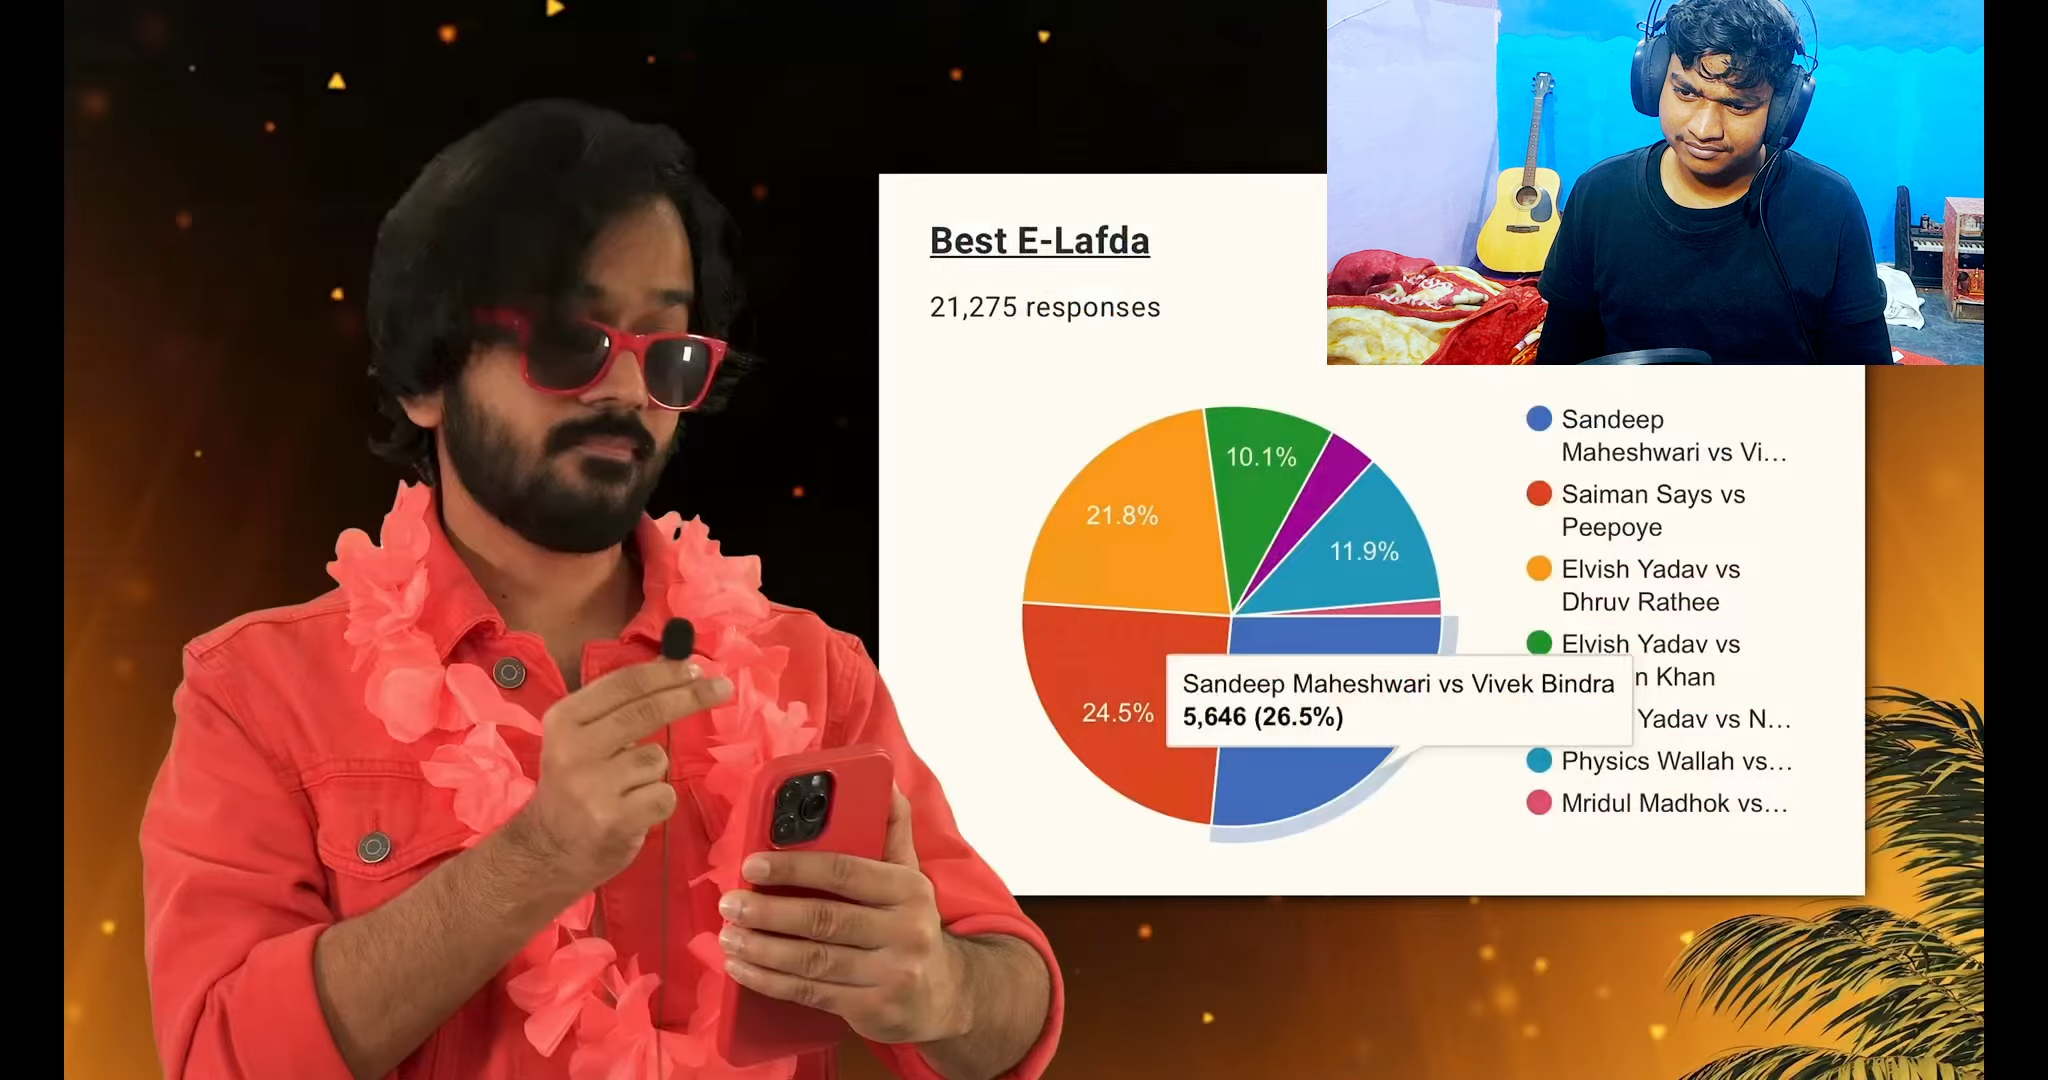 Best E-Lafda
21,275 responses
10.1%
21.8%
11.9%
24.5%
Sandeep Maheshwari vs Vivek Bindra
5,646 (26.5%)
Sandeep
Maheshwari vs Vi...
Saiman Says vs
Peepoye
Elvish Yadav vs
Dhruv Rathee
Elvish Yadav vs
n Khan
Yadav vs N...
Physics Wallah vs...
Mridul Madhok vs...